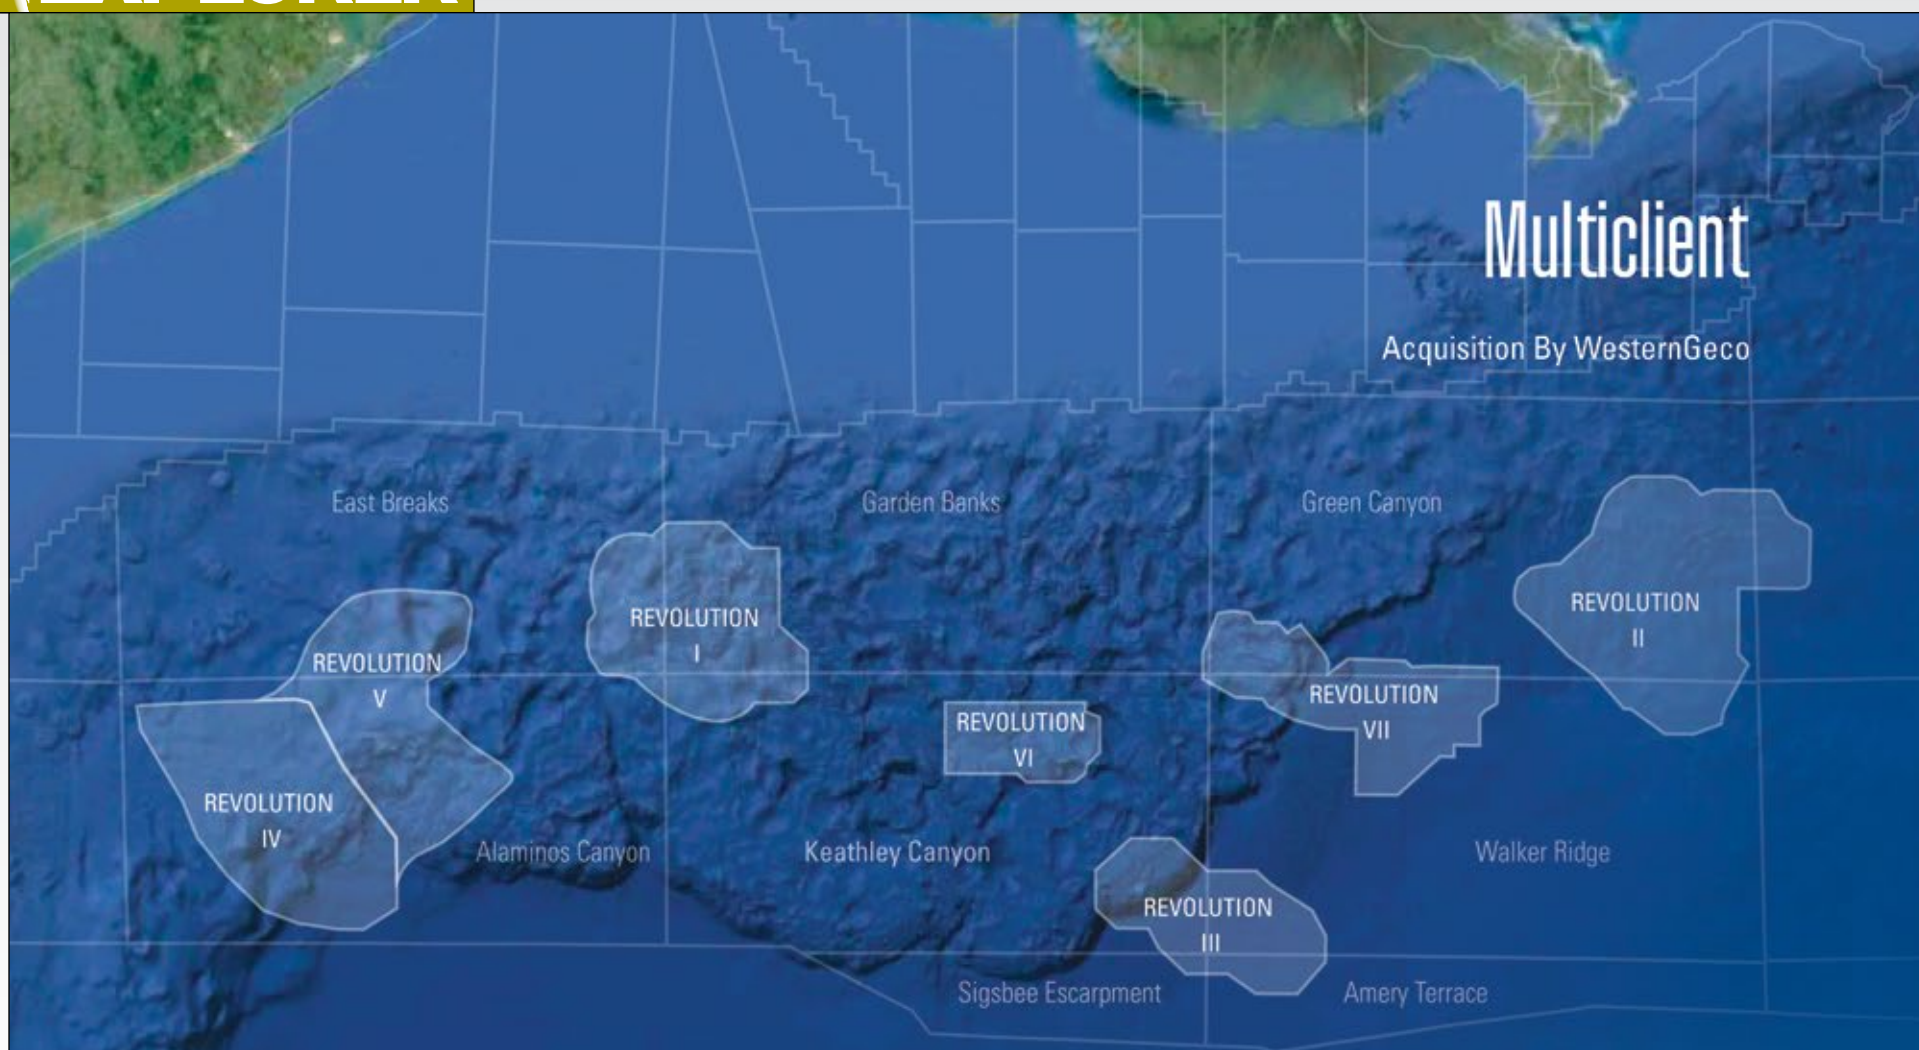 EXPLORER
Multiclient
Acquisition By WesternGeco
East Breaks
Garden Banks
Green Canyon
REVOLUTION
I
REVOLUTION
II
REVOLUTION
V
REVOLUTION
VII
REVOLUTION
VI
REVOLUTION
IV
Alaminos Canyon
Keathley Canyon
Walker Ridge
REVOLUTION
III
Sigsbee Escarpment
Amery Terrace